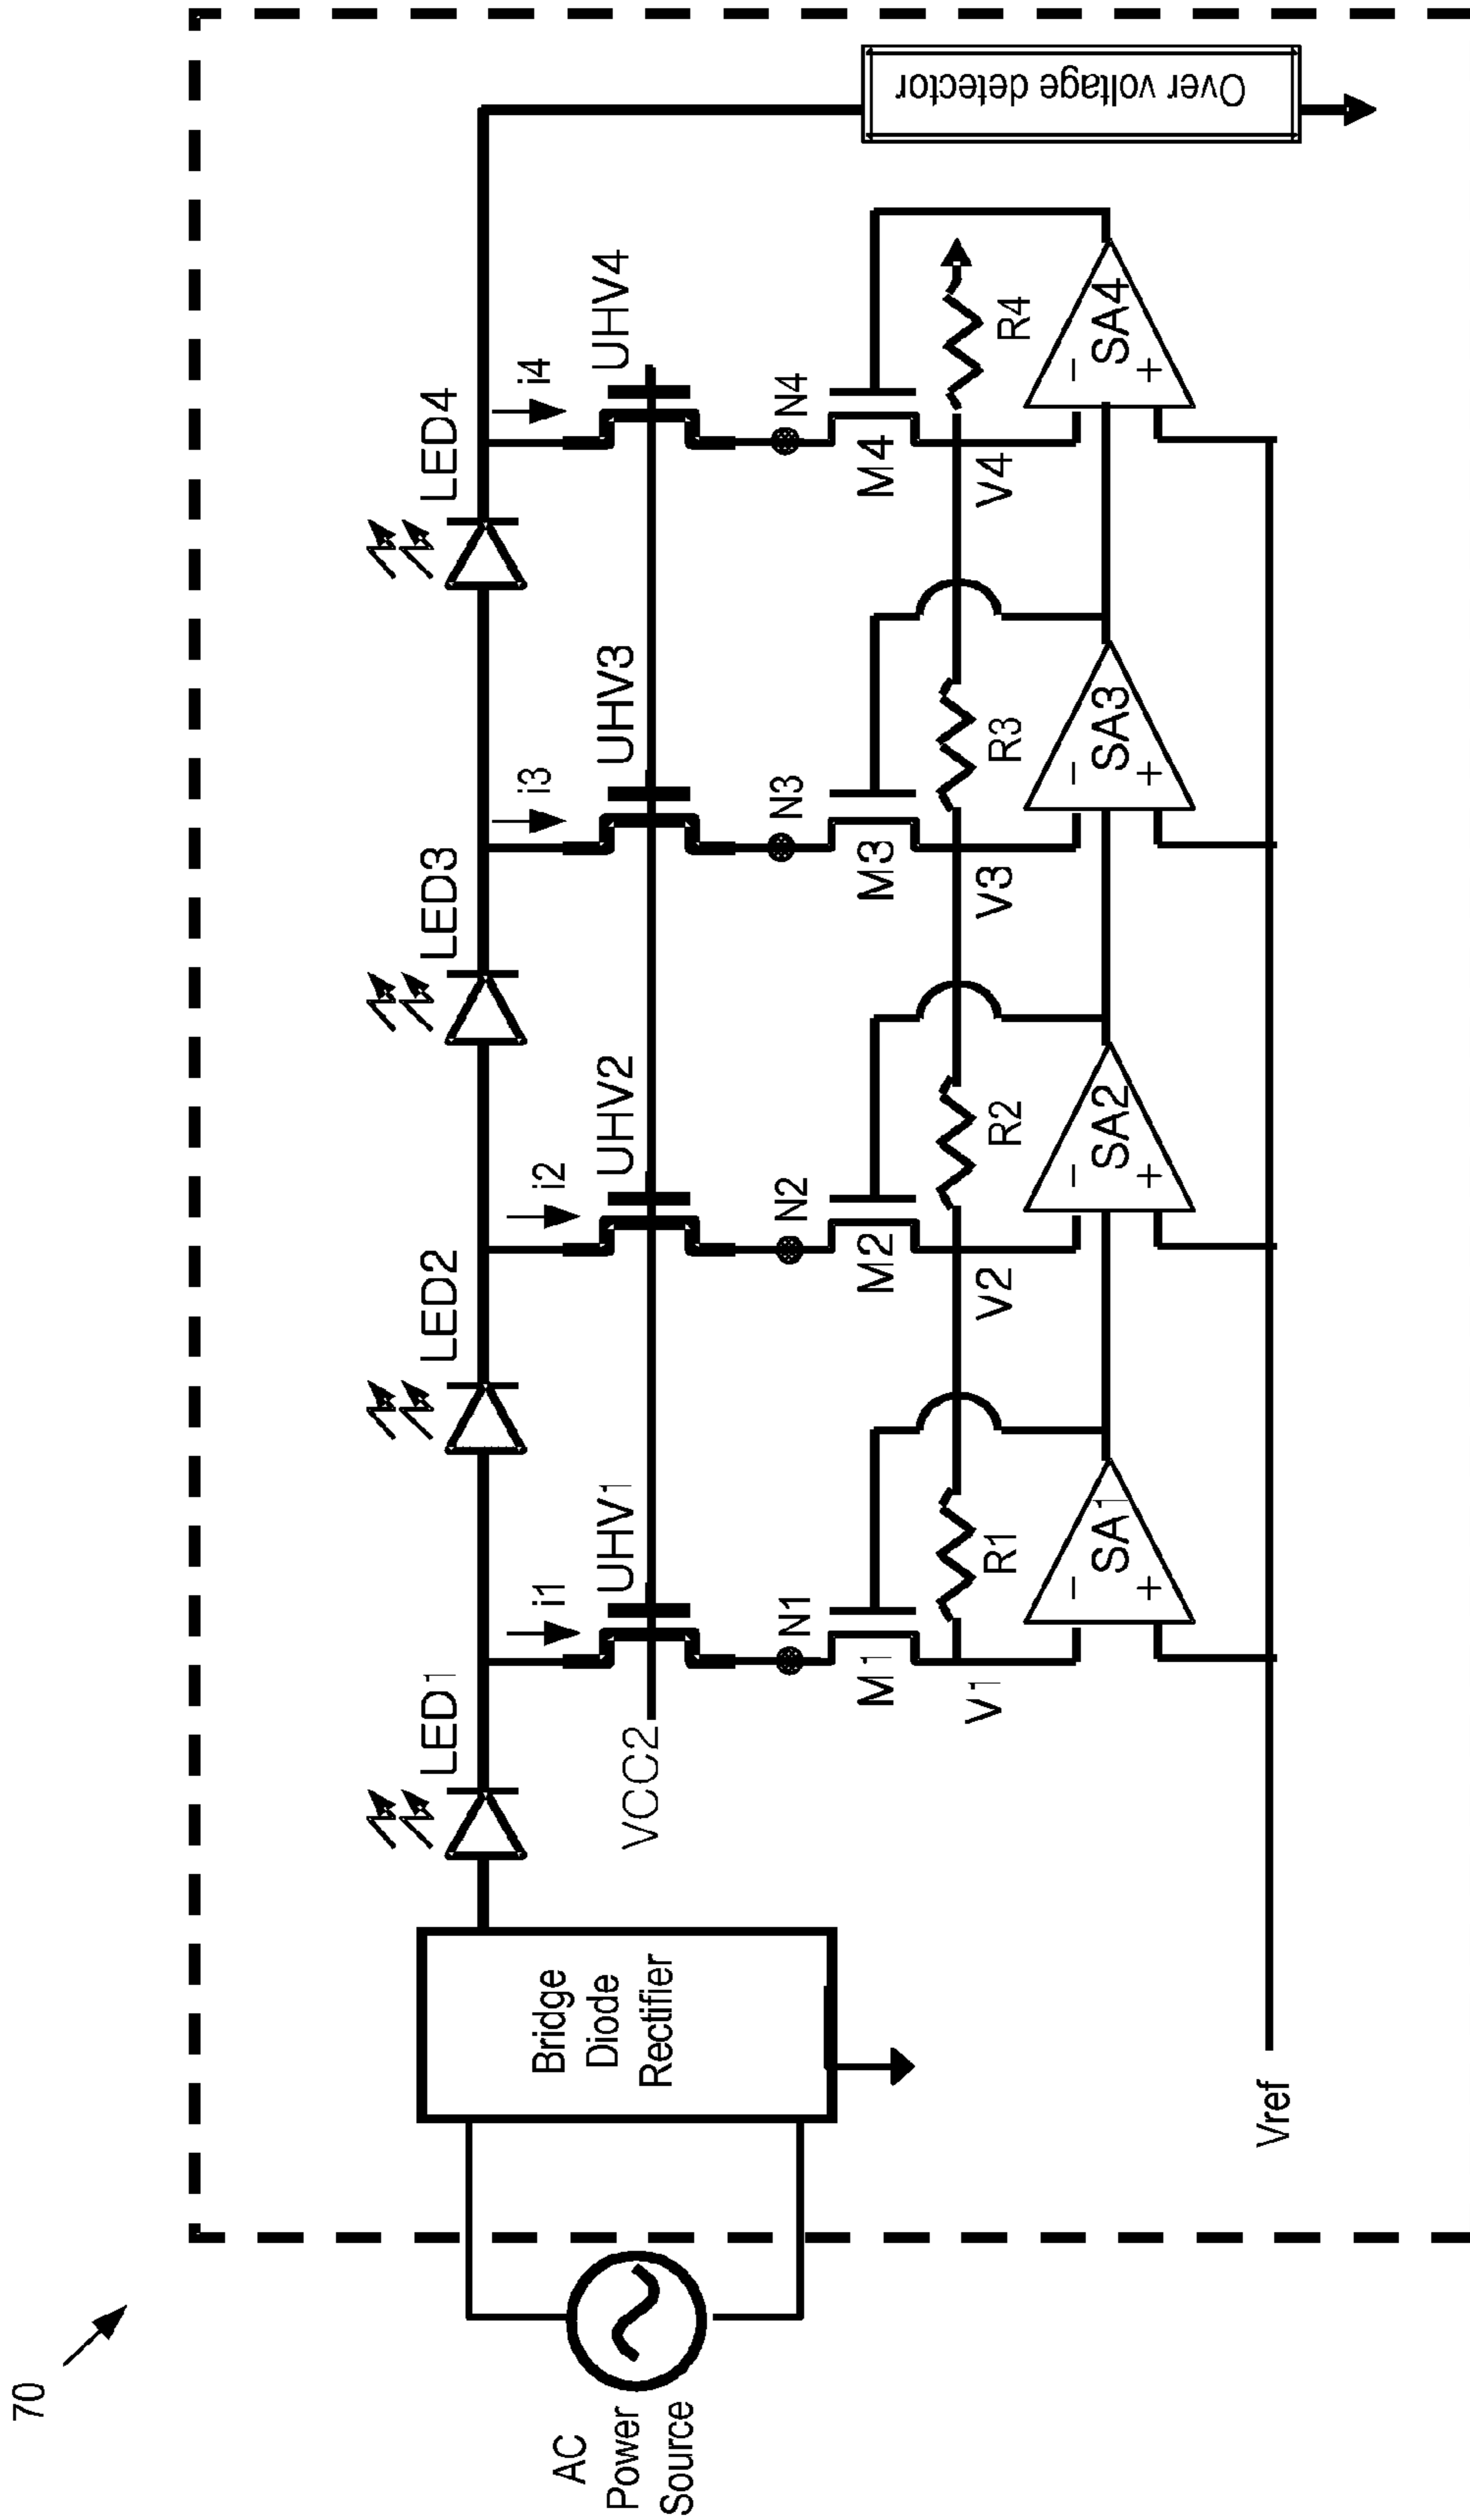 70
AC
Power
Source
Bridge
Diode
Rectifier
LED1
LED2
LED3
LED4
Over voltage detector
i1
i2
i3
i4
VCC2
UHV1
UHV2
UHV3
UHV4
N1
N2
N3
N4
M1
M2
M3
M4
V1
R1
V2
R2
V3
R3
V4
R4
- SA1 +
- SA2 +
- SA3 +
- SA4 +
Vref